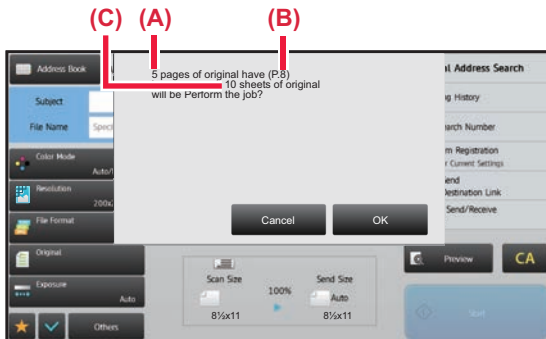 (C) (A) (B)
Address Book
5 pages of original have (P.8)
10 sheets of original
will be Perform the job?
Address Search
Subject
History
File Name
Number
Color Mode
Registration
Current Settings
Auto/
Resolution
Destination Link
200x
Send/Receive
File Format
Cancel
OK
Original
Preview
CA
Scan Size
Send Size
100%
Exposure
Auto
Auto
8½x11
8½x11
Start
Others